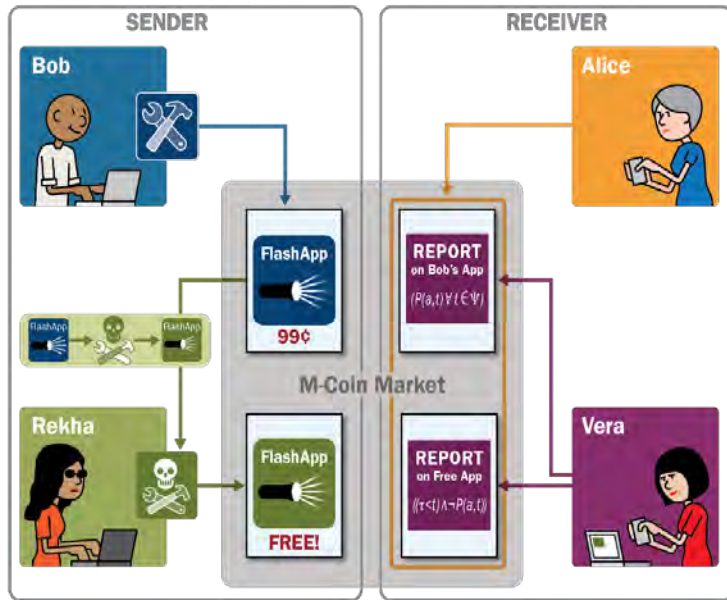 SENDER
RECEIVER
Bob
Alice
FlashApp
99¢
REPORT
on Bob's App
(P(a,t)∀t∈Ψ)
FlashApp
FlashApp
M-Coin Market
Rekha
FlashApp
FREE!
REPORT
on Free App
((τ<t)∧¬P(a,t))
Vera